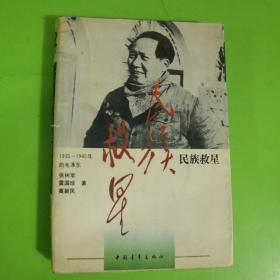 民族救星
民族救星
1935—1945年
的毛泽东
张树军
雷国珍 著
高新民
中国青年出版社